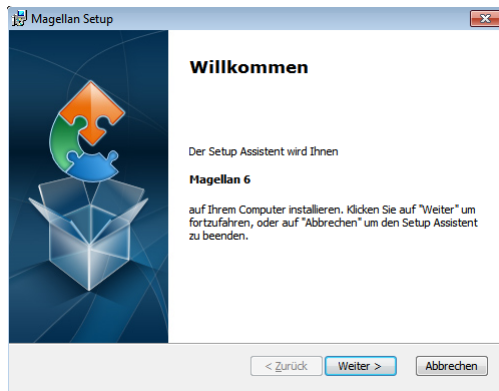 Magellan Setup
Willkommen
Der Setup Assistent wird Ihnen
Magellan 6
auf Ihrem Computer installieren. Klicken Sie auf "Weiter" um
fortzufahren, oder auf "Abbrechen" um den Setup Assistent
zu beenden.
< Zurück Weiter > Abbrechen